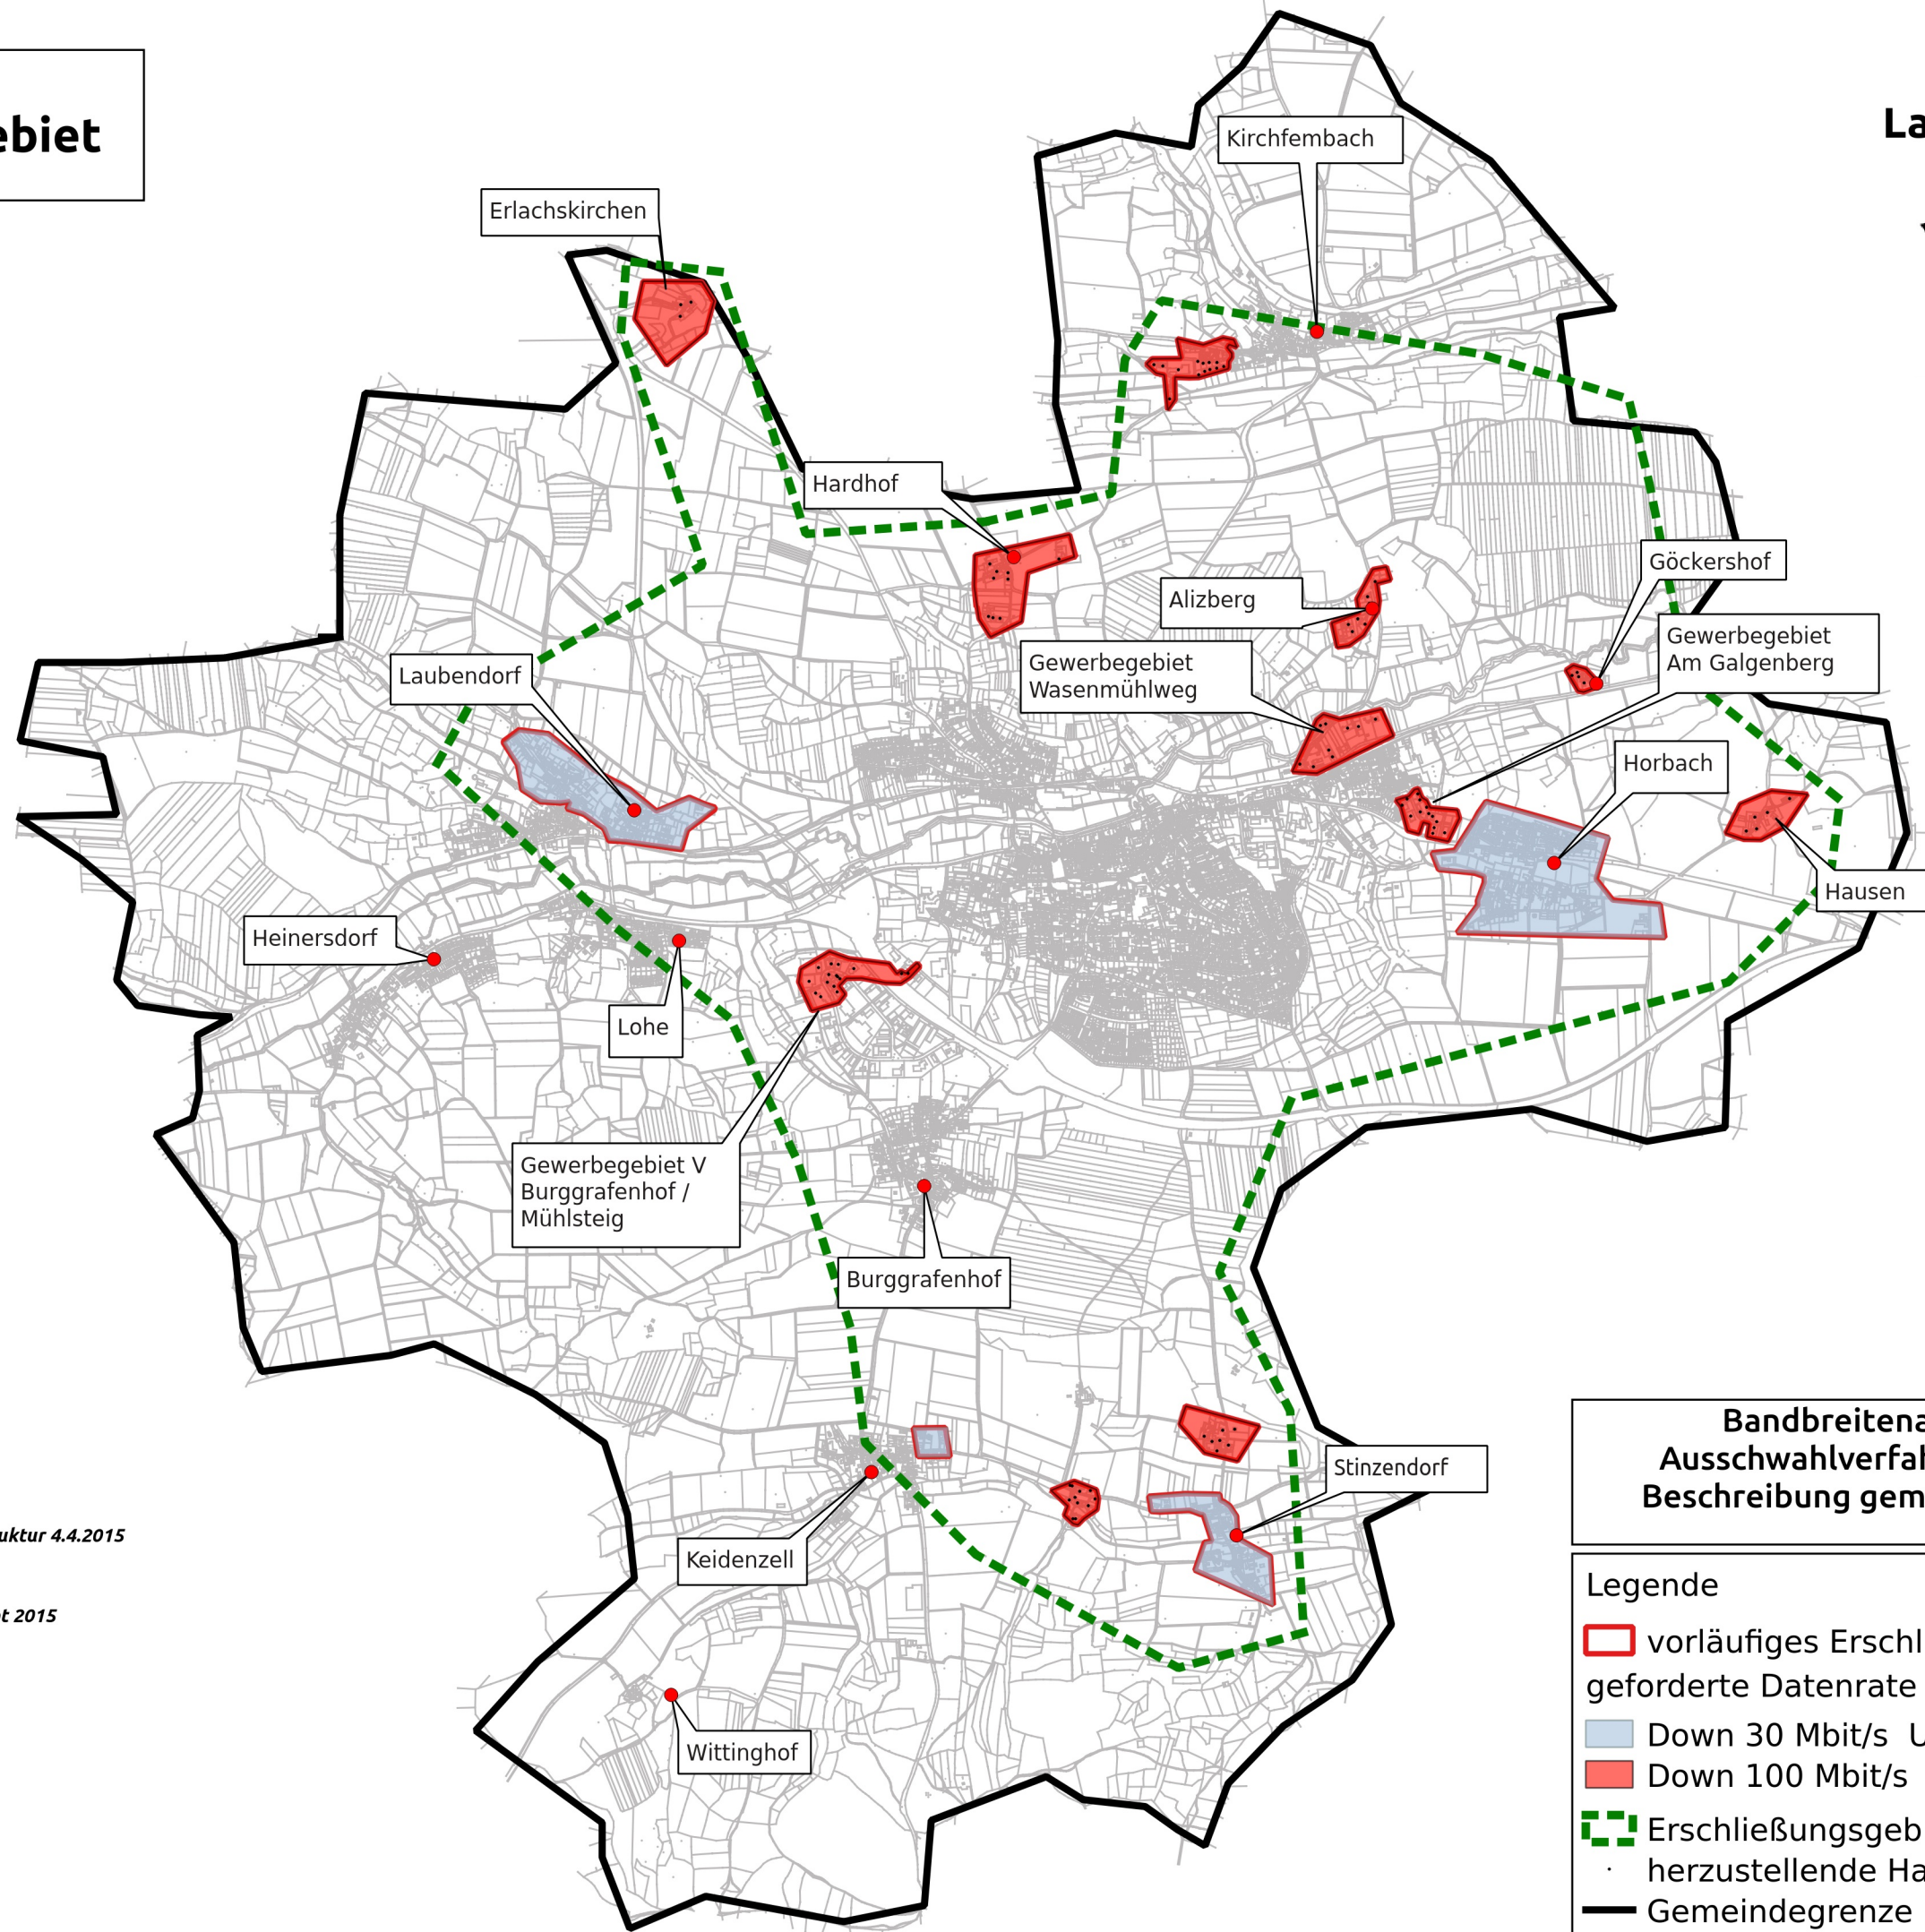 ebiet
La
Kirchfembach
Erlachskirchen
Hardhof
Göckershof
Alizberg
Gewerbegebiet
Am Galgenberg
Gewerbegebiet
Wasenmühlweg
Laubendorf
Horbach
Hausen
Heinersdorf
Lohe
Gewerbegebiet V
Burggrafenhof /
Mühlsteig
Burggrafenhof
Stinzendorf
Keidenzell
Wittinghof
uktur 4.4.2015
t 2015
Bandbreitena
Ausschwahlverfah
Beschreibung gem
Legende
vorläufiges Erschl
geforderte Datenrate
Down 30 Mbit/s U
Down 100 Mbit/s
Erschließungsgeb
herzustellende Ha
Gemeindegrenze